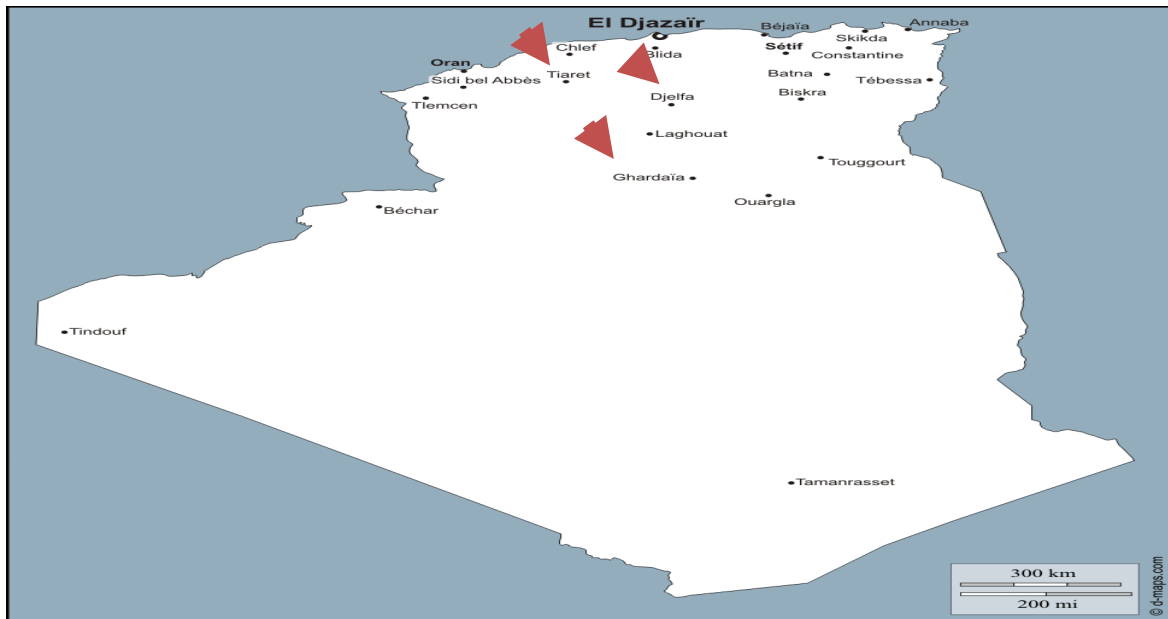 El Djazaïr
Béjaïa
Annaba
Skikda
Chlef
Blida
Sétif
Constantine
Oran
Sidi bel Abbès
Tiaret
Batna
Tébessa
Tlemcen
Djelfa
Biskra
Laghouat
Touggourt
Ghardaïa
Ouargla
Béchar
Tindouf
Tamanrasset
300 km
200 mi
© d-maps.com